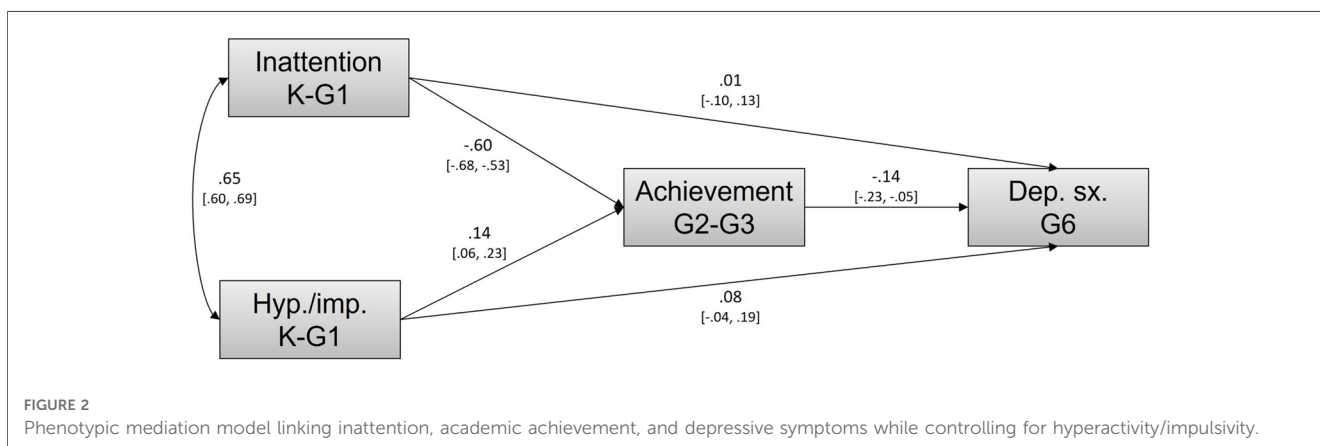 Inattention
K-G1
.01
[-.10, .13]
-.60
[-.68, -.53]
.65
[.60, .69]
Achievement
G2-G3
-.14
[-.23, -.05]
Dep. sx.
G6
.14
[.06, .23]
Hyp./imp.
K-G1
.08
[-.04, .19]
FIGURE 2
Phenotypic mediation model linking inattention, academic achievement, and depressive symptoms while controlling for hyperactivity/impulsivity.